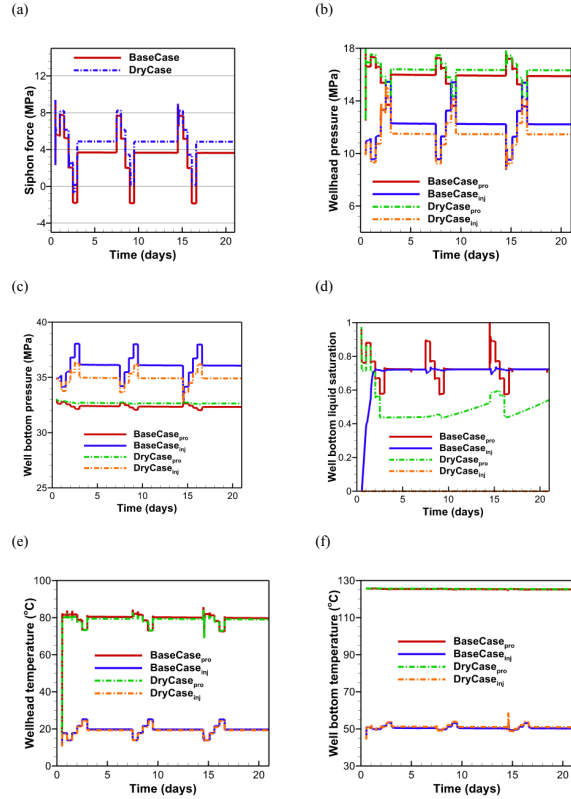 (a)
BaseCase
DryCase
12
8
4
0
-4
0 5 10 15 20
Siphon force (MPa)
Time (days)
(b)
18
16
14
12
10
8
6
4
0 5 10 15 20
Wellhead pressure (MPa)
BaseCasepro
BaseCaseinj
DryCasepro
DryCaseinj
Time (days)
(c)
40
35
30
25
0 5 10 15 20
Well bottom pressure (MPa)
BaseCasepro
BaseCaseinj
DryCasepro
DryCaseinj
Time (days)
(d)
1
0.8
0.6
0.4
0.2
0
0 5 10 15 20
Well bottom liquid saturation
BaseCasepro
BaseCaseinj
DryCasepro
DryCaseinj
Time (days)
(e)
100
80
60
40
20
0
0 5 10 15 20
Wellhead temperature (°C)
BaseCasepro
BaseCaseinj
DryCasepro
DryCaseinj
Time (days)
(f)
130
110
90
70
50
30
0 5 10 15 20
Well bottom temperature (°C)
BaseCasepro
BaseCaseinj
DryCasepro
DryCaseinj
Time (days)